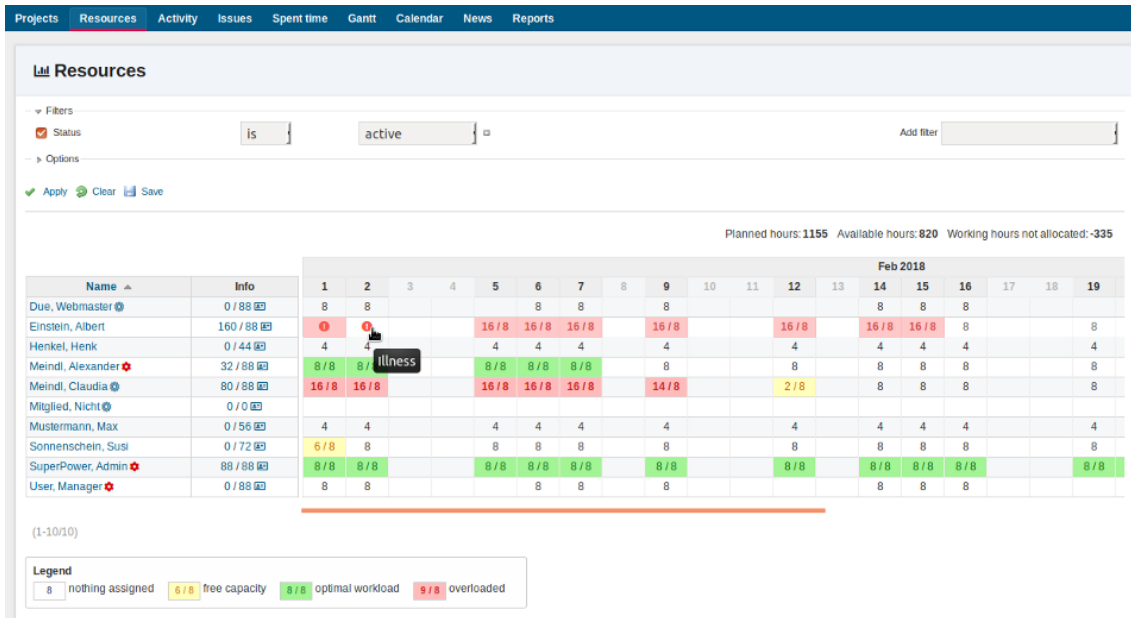 Projects Resources Activity Issues Spent time Gantt Calendar News Reports
Resources
Filters
Status is active Add filter
Options
Apply Clear Save
Planned hours: 1155 Available hours: 820 Working hours not allocated: -335
Feb 2018
Name Info 1 2 3 4 5 6 7 8 9 10 11 12 13 14 15 16 17 18 19
Due, Webmaster 0 / 88 8 8 8 8 8 8 8 8
Einstein, Albert 160 / 88 16 / 8 16 / 8 16 / 8 16 / 8 16 / 8 16 / 8 16 / 8 8 8
Henkel, Henk 0 / 44 4 4 4 4 4 4 4 4 4 4 4
Illness
Meindl, Alexander 32 / 88 8 / 8 8 / 8 / 8 8 / 8 8 / 8 8 8 8 8 8 8
Meindl, Claudia 80 / 88 16 / 8 16 / 8 16 / 8 16 / 8 16 / 8 14 / 8 2 / 8 8 8 8 8
Mitglied, Nicht 0 / 0
Mustermann, Max 0 / 56 4 4 4 4 4 4 4 4 4 4 4
Sonnenschein, Susi 0 / 72 6 / 8 8 8 8 8 8 8 8 8 8 8
SuperPower, Admin 88 / 88 8 / 8 8 / 8 8 / 8 8 / 8 8 / 8 8 / 8 8 / 8 8 / 8 8 / 8 8 / 8 8 / 8
User, Manager 0 / 88 8 8 8 8 8 8 8 8
(1-10/10)
Legend
8 nothing assigned 6 / 8 free capacity 8 / 8 optimal workload 9 / 8 overloaded